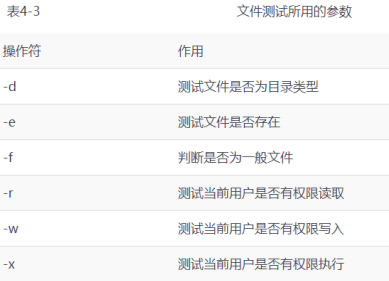 表4-3 文件测试所用的参数
操作符 作用
-d 测试文件是否为目录类型
-e 测试文件是否存在
-f 判断是否为一般文件
-r 测试当前用户是否有权限读取
-w 测试当前用户是否有权限写入
-x 测试当前用户是否有权限执行